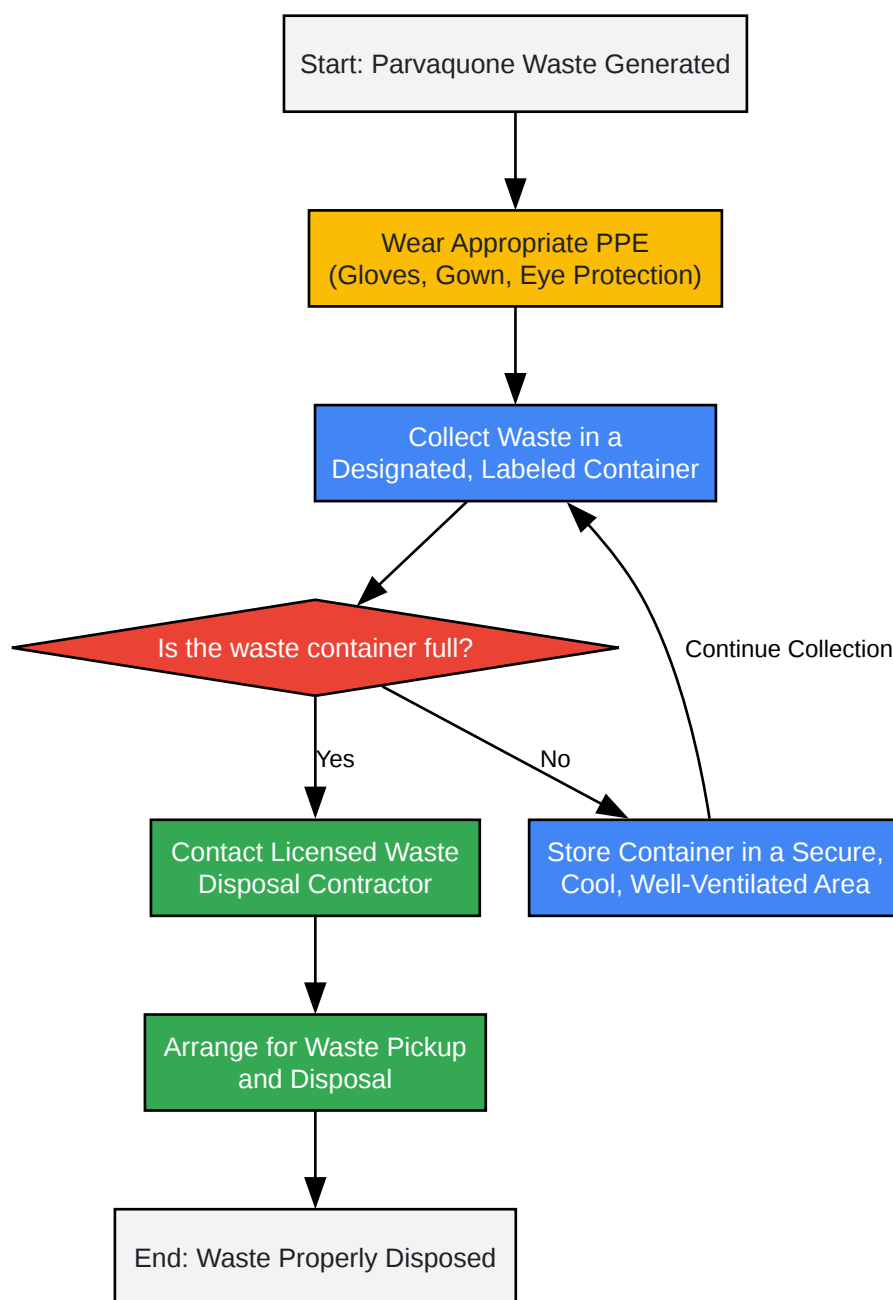 Start: Parvaquone Waste Generated
Wear Appropriate PPE
(Gloves, Gown, Eye Protection)
Collect Waste in a
Designated, Labeled Container
Is the waste container full?
Continue Collection
Yes
No
Contact Licensed Waste
Disposal Contractor
Store Container in a Secure,
Cool, Well-Ventilated Area
Arrange for Waste Pickup
and Disposal
End: Waste Properly Disposed